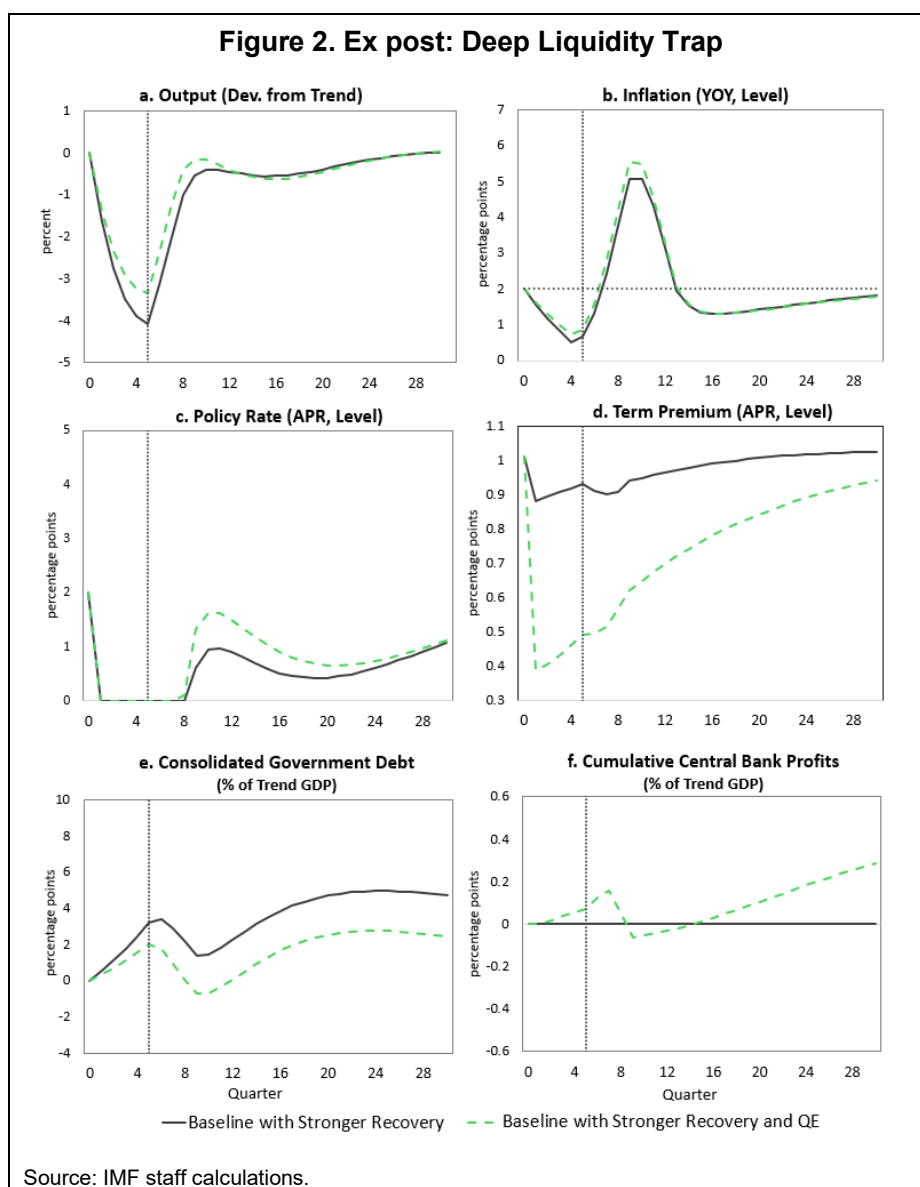 Figure 2. Ex post: Deep Liquidity Trap
a. Output (Dev. from Trend)
percent
1
0
-1
-2
-3
-4
-5
0 4 8 12 16 20 24 28
b. Inflation (YOY, Level)
percentage points
7
6
5
4
3
2
1
0
0 4 8 12 16 20 24 28
c. Policy Rate (APR, Level)
percentage points
5
4
3
2
1
0
0 4 8 12 16 20 24 28
d. Term Premium (APR, Level)
percentage points
1.1
1
0.9
0.8
0.7
0.6
0.5
0.4
0.3
0 4 8 12 16 20 24 28
e. Consolidated Government Debt
(% of Trend GDP)
percentage points
10
8
6
4
2
0
-2
-4
0 4 8 12 16 20 24 28
Quarter
f. Cumulative Central Bank Profits
(% of Trend GDP)
percentage points
0.6
0.4
0.2
0
-0.2
-0.4
-0.6
0 4 8 12 16 20 24 28
Quarter
Baseline with Stronger Recovery
Baseline with Stronger Recovery and QE
Source: IMF staff calculations.